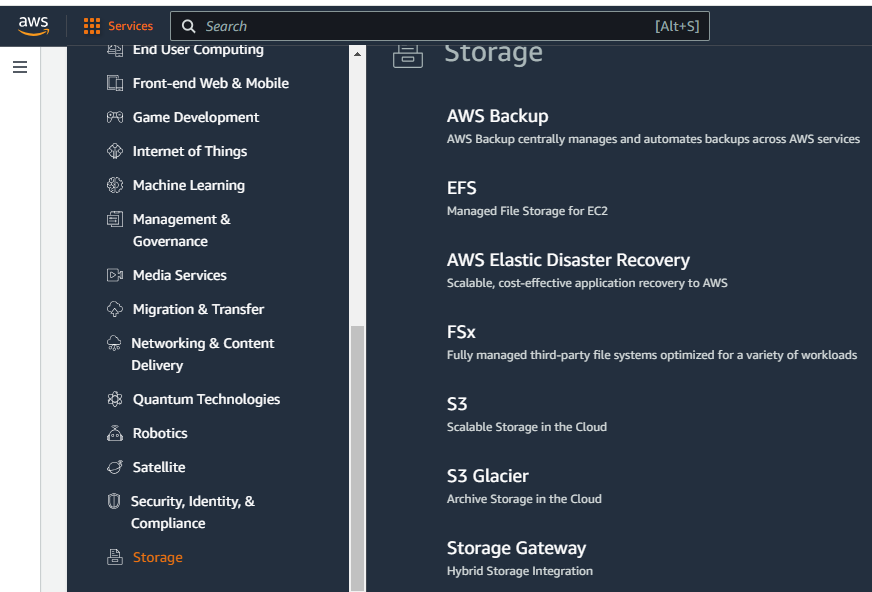 aws
Services
Search
[Alt+S]
End User Computing
Front-end Web & Mobile
Game Development
Internet of Things
Machine Learning
Management &
Governance
Media Services
Migration & Transfer
Networking & Content
Delivery
Quantum Technologies
Robotics
Satellite
Security, Identity, &
Compliance
Storage
Storage
AWS Backup
AWS Backup centrally manages and automates backups across AWS services
EFS
Managed File Storage for EC2
AWS Elastic Disaster Recovery
Scalable, cost-effective application recovery to AWS
FSx
Fully managed third-party file systems optimized for a variety of workloads
S3
Scalable Storage in the Cloud
S3 Glacier
Archive Storage in the Cloud
Storage Gateway
Hybrid Storage Integration